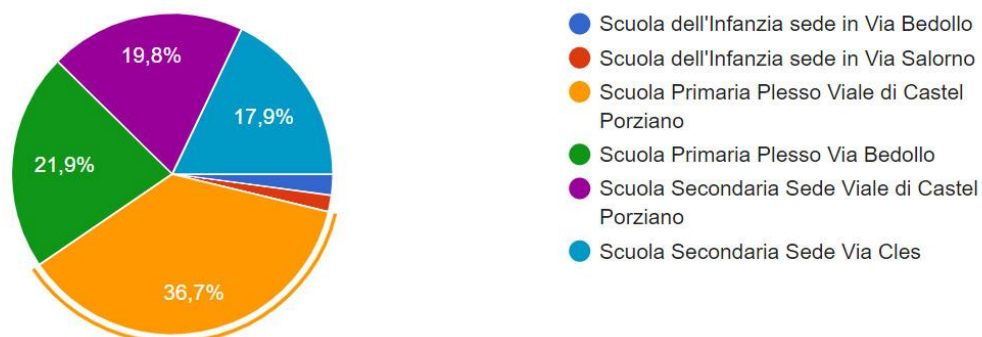 19,8%
17,9%
21,9%
36,7%
Scuola dell'Infanzia sede in Via Bedollo
Scuola dell'Infanzia sede in Via Salorno
Scuola Primaria Plesso Viale di Castel
Porziano
Scuola Primaria Plesso Via Bedollo
Scuola Secondaria Sede Viale di Castel
Porziano
Scuola Secondaria Sede Via Cles